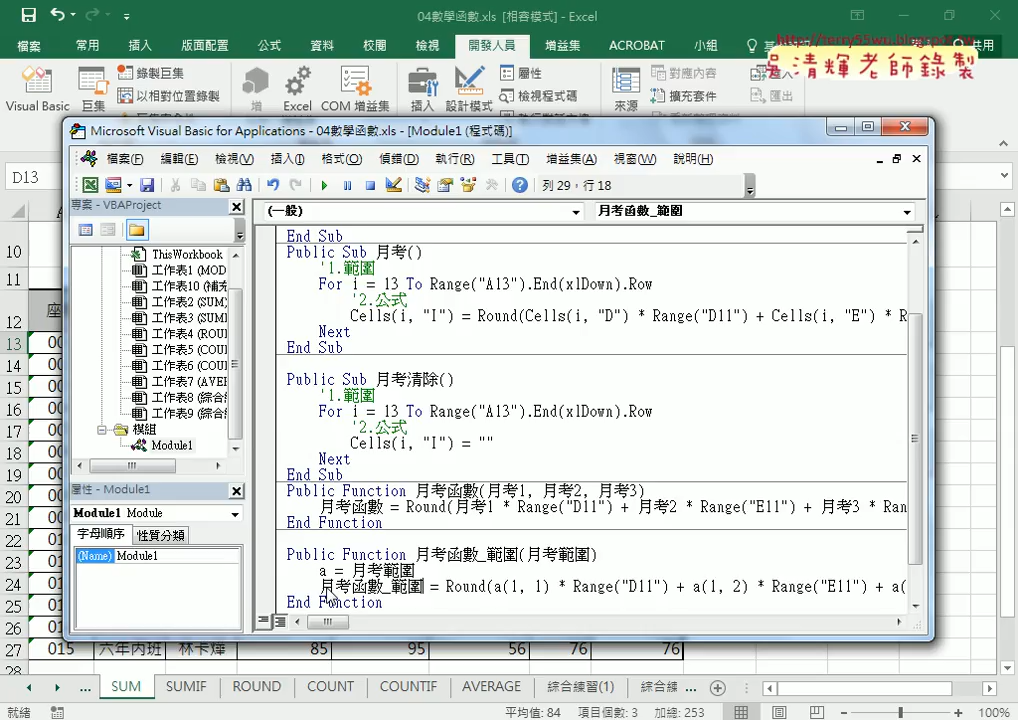 04數學函數.xls [相容模式] - Excel
http://terry55wu.blogspot.tw
吳清輝老師錄製
檔案 常用 插入 版面配置 公式 資料 校閱 檢視 開發人員 增益集 ACROBAT 小組 共用
錄製巨集 屬性 對應內容
以相對位置錄製 檢視程式碼 擴充套件 匯出
Visual Basic 巨集 增 Excel COM 增益集 插入 設計模式 來源
Microsoft Visual Basic for Applications - 04數學函數.xls - [Module1 (程式碼)]
檔案(F) 編輯(E) 檢視(V) 插入(I) 格式(O) 偵錯(D) 執行(R) 工具(T) 增益集(A) 視窗(W) 說明(H)
D13
列 29，行 18
專案 - VBAProject
(一般) 月考函數_範圍
ThisWorkbook
工作表1 (MOD
工作表10 (補充
工作表2 (SUM)
工作表3 (SUM
工作表4 (ROU
工作表5 (COU
工作表6 (COU
工作表7 (AVE
工作表8 (綜合
工作表9 (綜合
模組
Module1
屬性 - Module1
Module1 Module
字母順序 性質分類
(Name) Module1
End Sub
Public Sub 月考()
'1.範圍
For i = 13 To Range("A13").End(xlDown).Row
'2.公式
Cells(i, "I") = Round(Cells(i, "D") * Range("D11") + Cells(i, "E") * R
Next
End Sub
Public Sub 月考清除()
'1.範圍
For i = 13 To Range("A13").End(xlDown).Row
'2.公式
Cells(i, "I") = ""
Next
End Sub
Public Function 月考函數(月考1, 月考2, 月考3)
月考函數 = Round(月考1 * Range("D11") + 月考2 * Range("E11") + 月考3 * Ran
End Function
Public Function 月考函數_範圍(月考範圍)
a = 月考範圍
月考函數_範圍 = Round(a(1, 1) * Range("D11") + a(1, 2) * Range("E11") + a(
End Function
10
11
12 座
13 00
14 00
15 00
16 00
17 00
18 00
19 00
20 00
21 00
22 01
23 01
24 01
25 01
26 01
27 015 六年丙班 林卡煒 85 95 56 76 76
28
... SUM SUMIF ROUND COUNT COUNTIF AVERAGE 綜合練習(1) 綜合練 ...
就緒 平均值: 84 項目個數: 3 加總: 253 100%